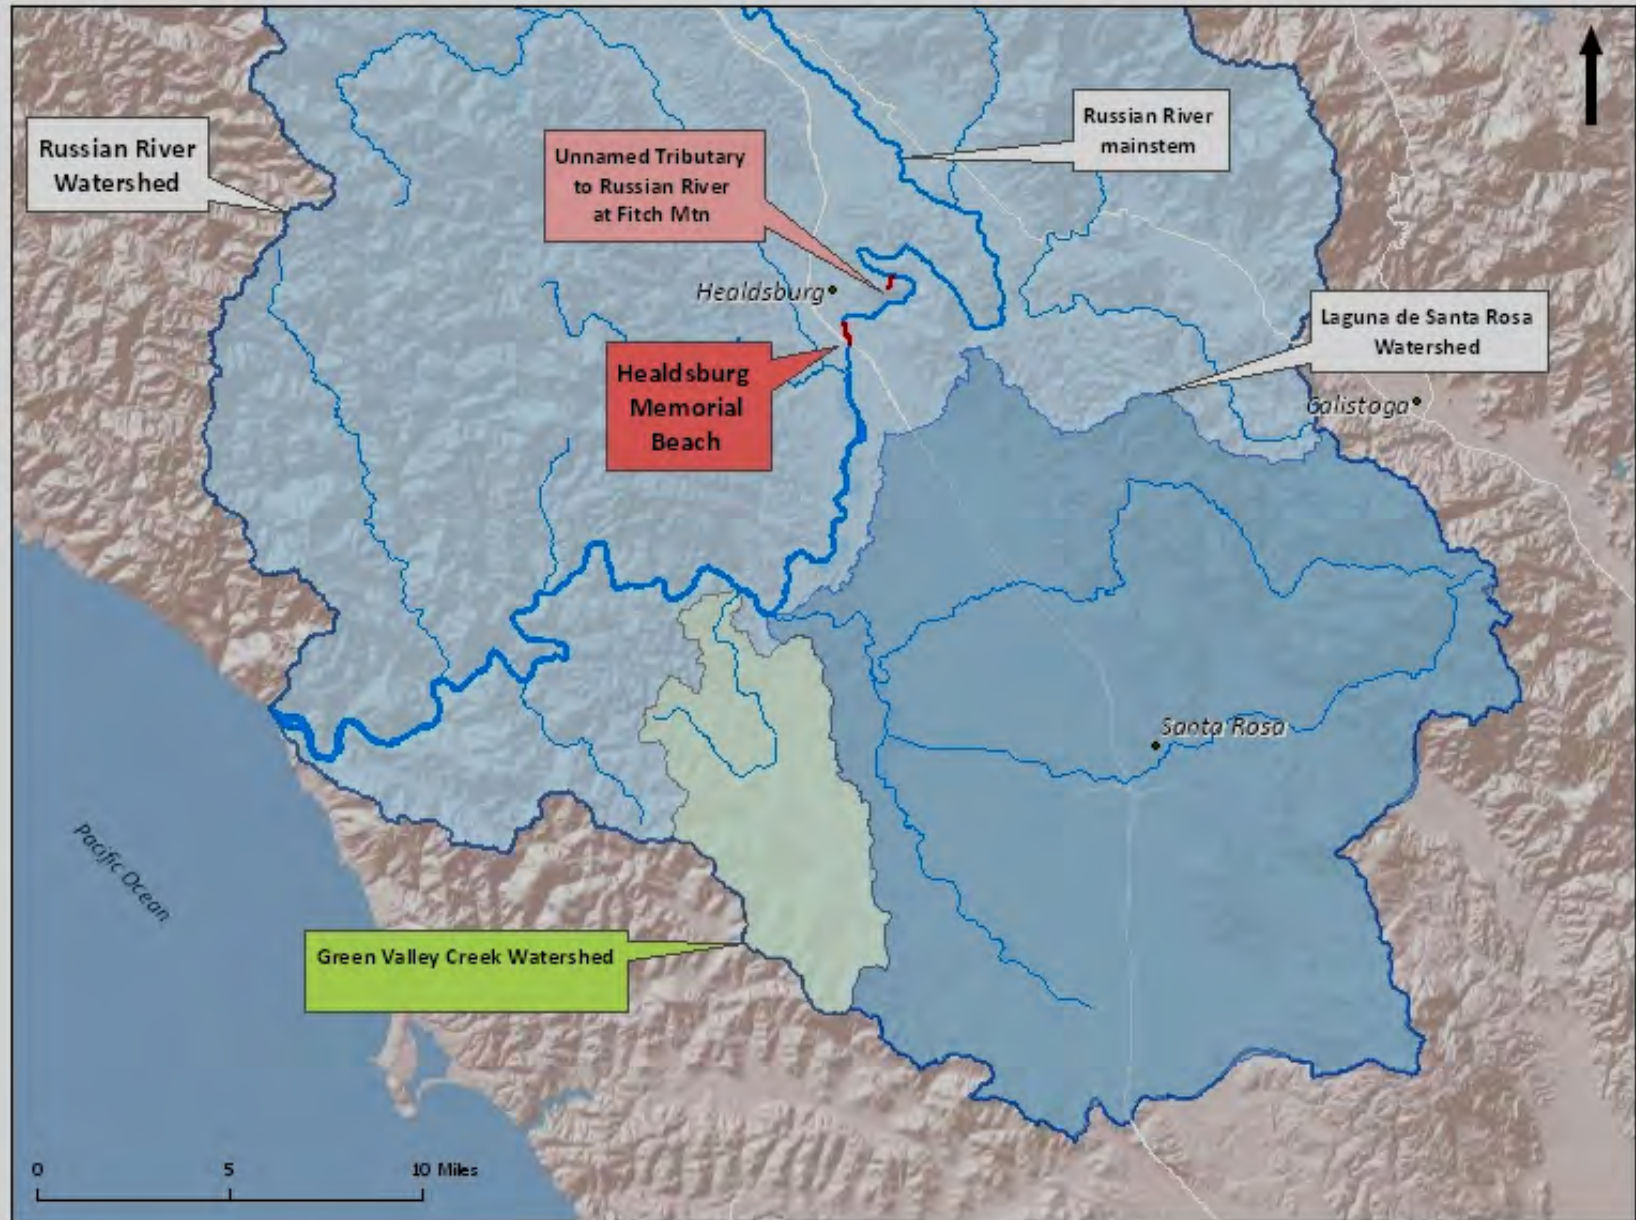 Russian River
Watershed
Unnamed Tributary
to Russian River
at Fitch Mtn
Russian River
mainstem
Healdsburg
Laguna de Santa Rosa
Watershed
Healdsburg
Memorial
Beach
Calistoga
Santa Rosa
Pacific Ocean
Green Valley Creek Watershed
0 5 10 Miles